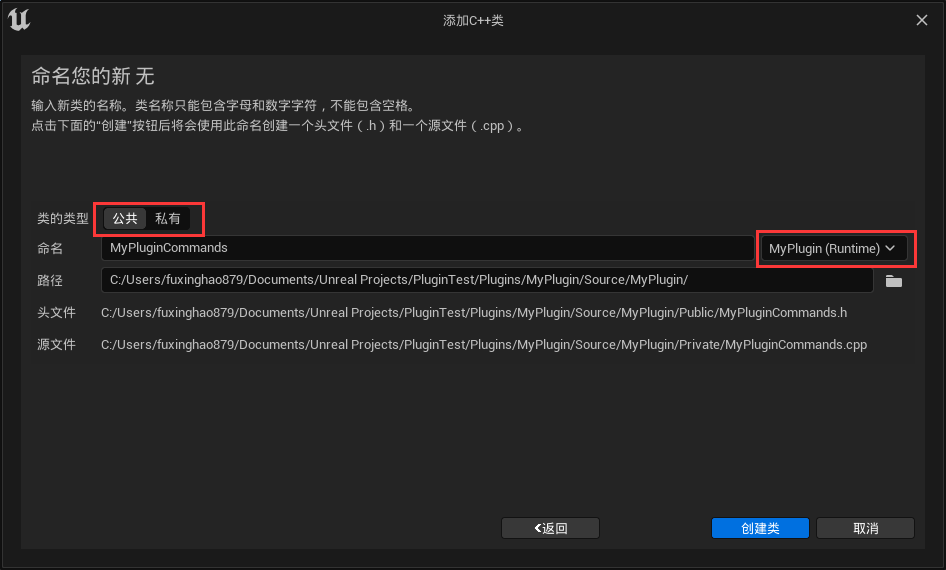 添加C++类
命名您的新 无
输入新类的名称。类名称只能包含字母和数字字符，不能包含空格。
点击下面的“创建”按钮后将会使用此命名创建一个头文件（.h）和一个源文件（.cpp）。
类的类型 公共 私有
命名 MyPluginCommands MyPlugin (Runtime)
路径 C:/Users/fuxinghao879/Documents/Unreal Projects/PluginTest/Plugins/MyPlugin/Source/MyPlugin/
头文件 C:/Users/fuxinghao879/Documents/Unreal Projects/PluginTest/Plugins/MyPlugin/Source/MyPlugin/Public/MyPluginCommands.h
源文件 C:/Users/fuxinghao879/Documents/Unreal Projects/PluginTest/Plugins/MyPlugin/Source/MyPlugin/Private/MyPluginCommands.cpp
返回 创建类 取消